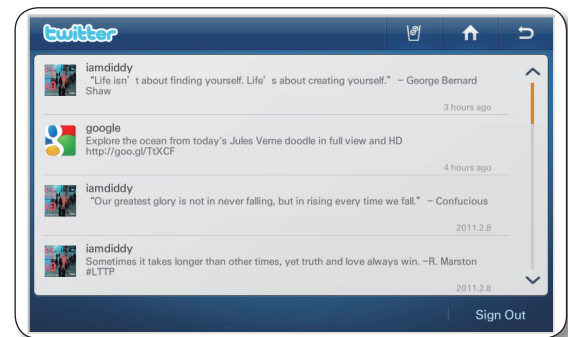 twitter
iamdiddy
“Life isn’ t about finding yourself. Life’ s about creating yourself.” – George Bernard
Shaw
3 hours ago
google
Explore the ocean from today's Jules Verne doodle in full view and HD
http://goo.gl/TtXCF
4 hours ago
iamdiddy
“Our greatest glory is not in never falling, but in rising every time we fall.” – Confucious
2011.2.8
iamdiddy
Sometimes it takes longer than other times, yet truth and love always win. –R. Marston
#LTTP
2011.2.8
Sign Out